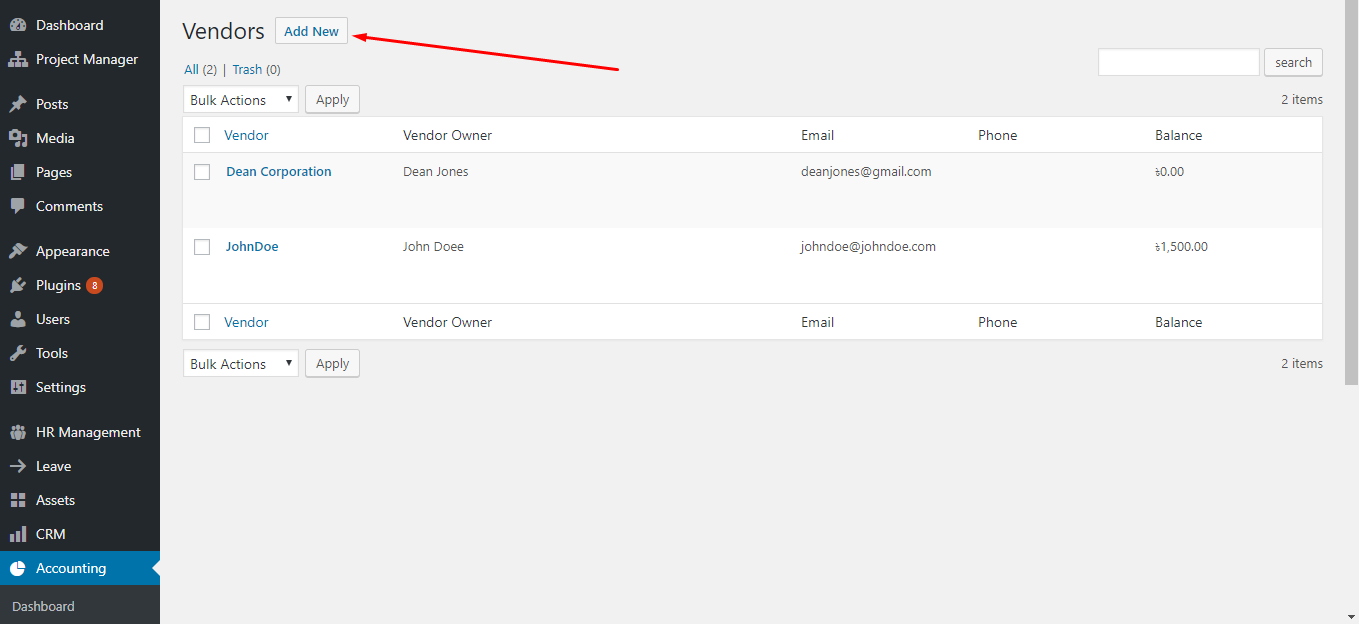 Dashboard
Project Manager
Posts
Media
Pages
Comments
Appearance
Plugins 8
Users
Tools
Settings
HR Management
Leave
Assets
CRM
Accounting
Dashboard
Vendors Add New
All (2) | Trash (0)
search
Bulk Actions Apply
2 items
Vendor Vendor Owner Email Phone Balance
Dean Corporation Dean Jones deanjones@gmail.com ৳0.00
JohnDoe John Doee johndoe@johndoe.com ৳1,500.00
Vendor Vendor Owner Email Phone Balance
Bulk Actions Apply
2 items